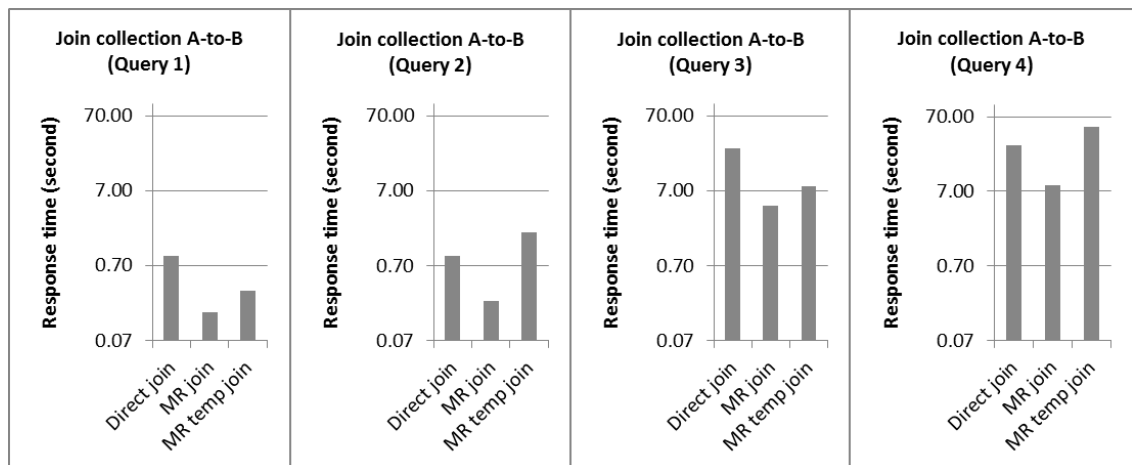 Join collection A-to-B
(Query 1)
Response time (second)
70.00
7.00
0.70
0.07
Direct join
MR join
MR temp join
Join collection A-to-B
(Query 2)
Response time (second)
70.00
7.00
0.70
0.07
Direct join
MR join
MR temp join
Join collection A-to-B
(Query 3)
Response time (second)
70.00
7.00
0.70
0.07
Direct join
MR join
MR temp join
Join collection A-to-B
(Query 4)
Response time (second)
70.00
7.00
0.70
0.07
Direct join
MR join
MR temp join